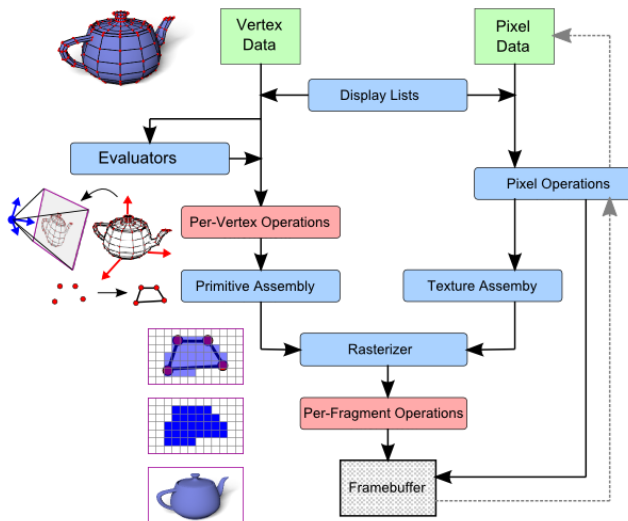 Vertex
Data
Pixel
Data
Display Lists
Evaluators
Pixel Operations
Per-Vertex Operations
Primitive Assembly
Texture Assemby
Rasterizer
Per-Fragment Operations
Framebuffer